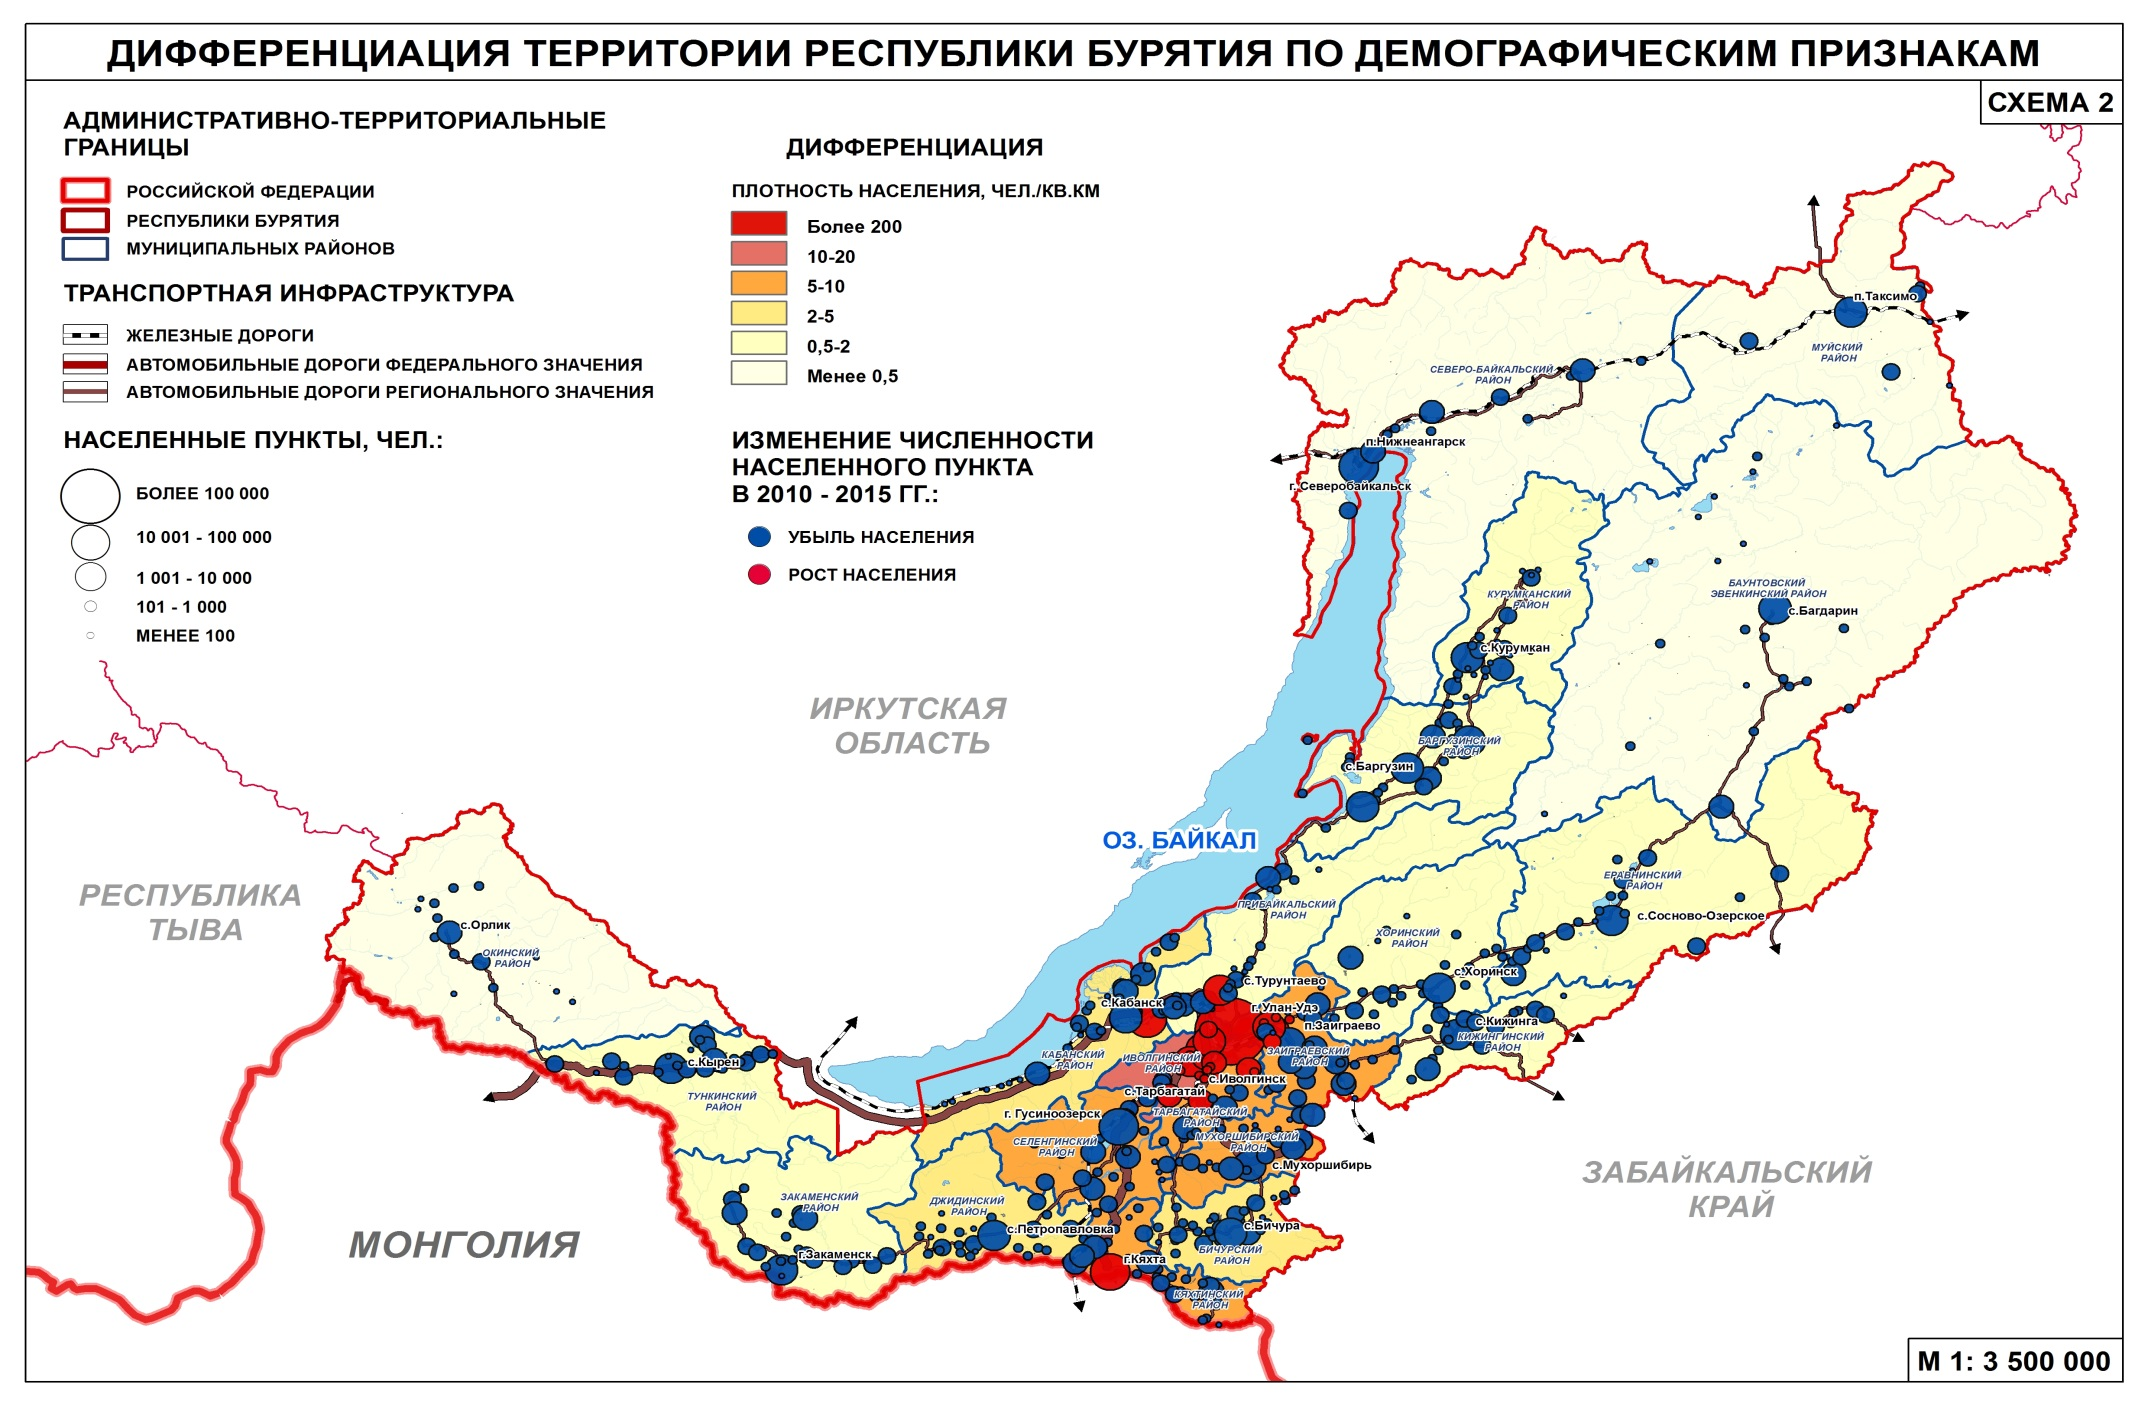 ДИФФЕРЕНЦИАЦИЯ ТЕРРИТОРИИ РЕСПУБЛИКИ БУРЯТИЯ ПО ДЕМОГРАФИЧЕСКИМ ПРИЗНАКАМ
СХЕМА 2
АДМИНИСТРАТИВНО-ТЕРРИТОРИАЛЬНЫЕ
ГРАНИЦЫ
РОССИЙСКОЙ ФЕДЕРАЦИИ
РЕСПУБЛИКИ БУРЯТИЯ
МУНИЦИПАЛЬНЫХ РАЙОНОВ
ТРАНСПОРТНАЯ ИНФРАСТРУКТУРА
ЖЕЛЕЗНЫЕ ДОРОГИ
АВТОМОБИЛЬНЫЕ ДОРОГИ ФЕДЕРАЛЬНОГО ЗНАЧЕНИЯ
АВТОМОБИЛЬНЫЕ ДОРОГИ РЕГИОНАЛЬНОГО ЗНАЧЕНИЯ
НАСЕЛЕННЫЕ ПУНКТЫ, ЧЕЛ.:
БОЛЕЕ 100 000
10 001 - 100 000
1 001 - 10 000
101 - 1 000
МЕНЕЕ 100
ДИФФЕРЕНЦИАЦИЯ
ПЛОТНОСТЬ НАСЕЛЕНИЯ, ЧЕЛ./КВ.КМ
Более 200
10-20
5-10
2-5
0,5-2
Менее 0,5
ИЗМЕНЕНИЕ ЧИСЛЕННОСТИ
НАСЕЛЕННОГО ПУНКТА
В 2010 - 2015 ГГ.:
УБЫЛЬ НАСЕЛЕНИЯ
РОСТ НАСЕЛЕНИЯ
п.Таксимо
МУЙСКИЙ
РАЙОН
СЕВЕРО-БАЙКАЛЬСКИЙ
РАЙОН
п.Нижнеангарск
г. Северобайкальск
БАУНТОВСКИЙ
ЭВЕНКИНСКИЙ РАЙОН
с.Багдарин
КУРУМКАНСКИЙ
РАЙОН
с.Курумкан
БАРГУЗИНСКИЙ
РАЙОН
с.Баргузин
ИРКУТСКАЯ
ОБЛАСТЬ
ОЗ. БАЙКАЛ
РЕСПУБЛИКА
ТЫВА
с.Орлик
ОКИНСКИЙ
РАЙОН
ПРИБАЙКАЛЬСКИЙ
РАЙОН
ЕРАВНИНСКИЙ
РАЙОН
с.Сосново-Озерское
ХОРИНСКИЙ
РАЙОН
с.Хоринск
с.Турунтаево
с.Кабанск
г.Улан-Удэ
п.Заиграево
с.Кижинга
КИЖИНГИНСКИЙ
РАЙОН
КАБАНСКИЙ
РАЙОН
ИВОЛГИНСКИЙ
РАЙОН
ЗАИГРАЕВСКИЙ
РАЙОН
с.Кырен
ТУНКИНСКИЙ
РАЙОН
с.Иволгинск
с.Тарбагатай
г. Гусиноозерск
ТАРБАГАТАЙСКИЙ
РАЙОН
СЕЛЕНГИНСКИЙ
РАЙОН
МУХОРШИБИРСКИЙ
РАЙОН
с.Мухоршибирь
ЗАБАЙКАЛЬСКИЙ
КРАЙ
ЗАКАМЕНСКИЙ
РАЙОН
ДЖИДИНСКИЙ
РАЙОН
МОНГОЛИЯ
г.Закаменск
с.Петропавловка
с.Бичура
БИЧУРСКИЙ
РАЙОН
г.Кяхта
КЯХТИНСКИЙ
РАЙОН
М 1: 3 500 000